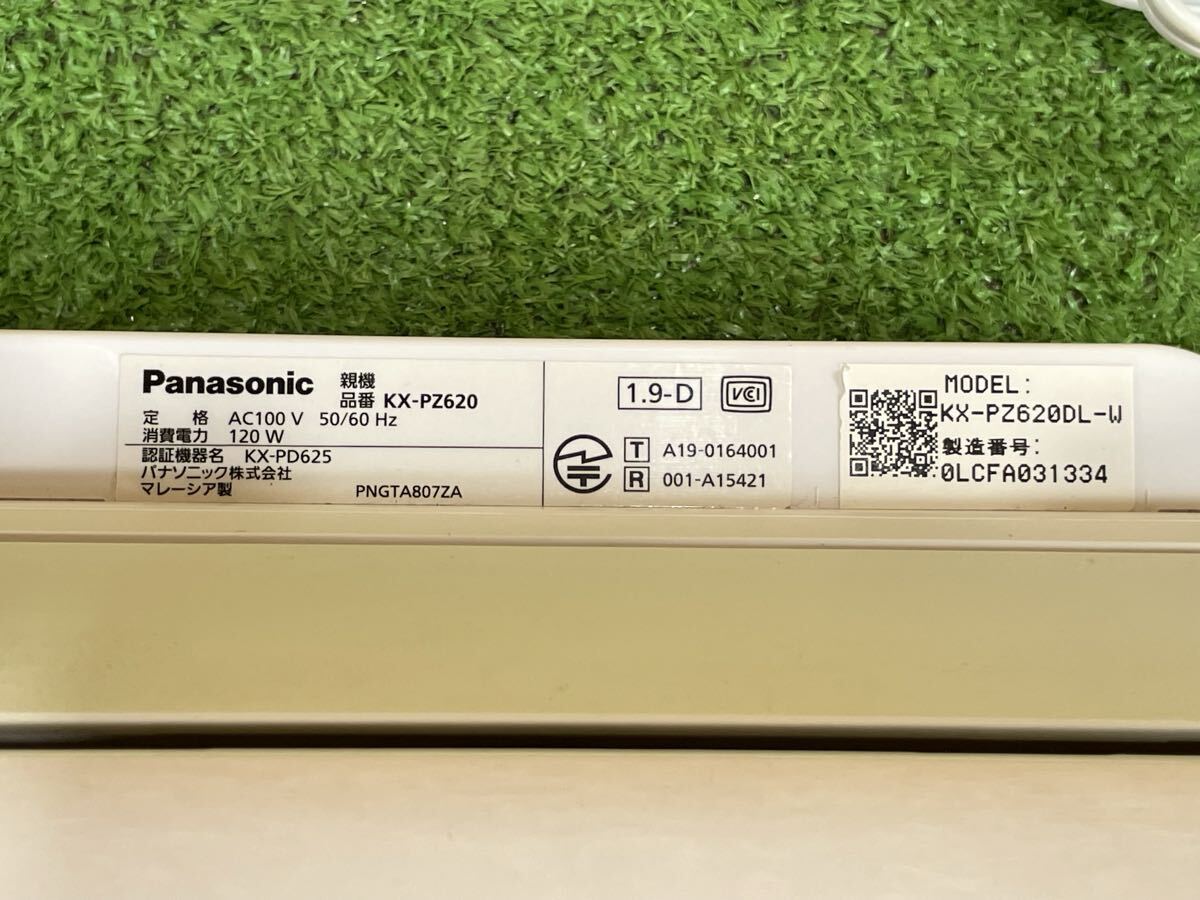 Panasonic 親機
品番 KX-PZ620
定 格 AC100 V 50/60 Hz
消費電力 120 W
認証機器名 KX-PD625
パナソニック株式会社
マレーシア製 PNGTA807ZA
1.9-D VCCI
T A19-0164001
R 001-A15421
MODEL:
KX-PZ620DL-W
製造番号:
0LCFA031334